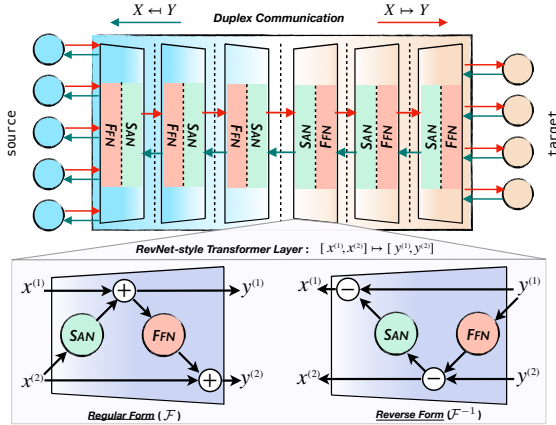 X ↤ Y Duplex Communication X ↦ Y
source
FFN SAN FFN SAN FFN SAN SAN FFN SAN FFN SAN FFN
target
RevNet-style Transformer Layer : [ x⁽¹⁾, x⁽²⁾] ↦ [ y⁽¹⁾, y⁽²⁾]
x⁽¹⁾ + y⁽¹⁾ x⁽¹⁾ − y⁽¹⁾
SAN FFN SAN FFN
x⁽²⁾ + y⁽²⁾ x⁽²⁾ − y⁽²⁾
Regular Form ( ℱ ) Reverse Form (ℱ⁻¹)